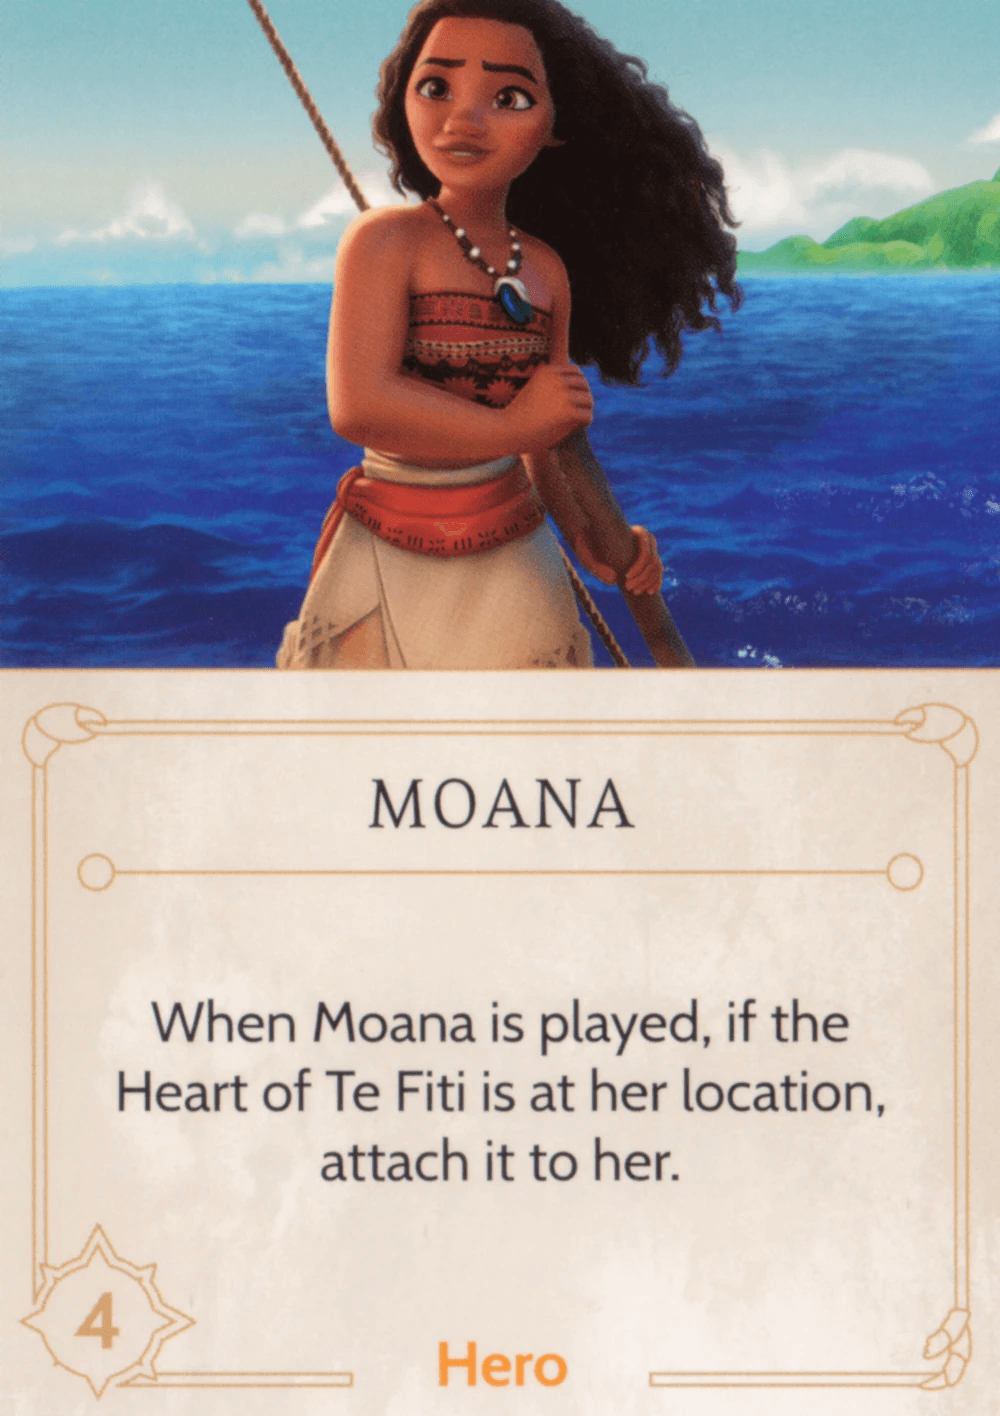 MOANA
When Moana is played, if the
Heart of Te Fiti is at her location,
attach it to her.
4
Hero